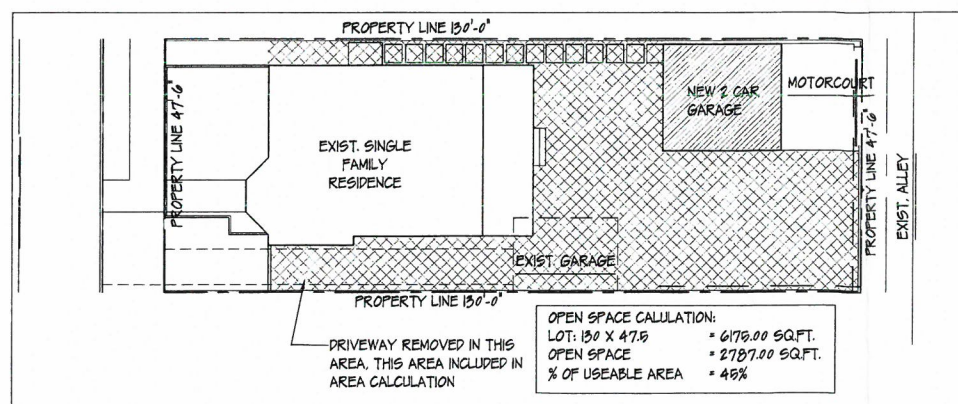 PROPERTY LINE 130'-0"
PROPERTY LINE 47'-6"
EXIST. SINGLE
FAMILY
RESIDENCE
NEW 2 CAR
GARAGE
MOTORCOURT
PROPERTY LINE 47'-6"
EXIST. ALLEY
EXIST. GARAGE
PROPERTY LINE 130'-0"
DRIVEWAY REMOVED IN THIS
AREA, THIS AREA INCLUDED IN
AREA CALCULATION
OPEN SPACE CALULATION:
LOT: 130 X 47.5 = 6175.00 SQ.FT.
OPEN SPACE = 2787.00 SQ.FT.
% OF USEABLE AREA = 45%